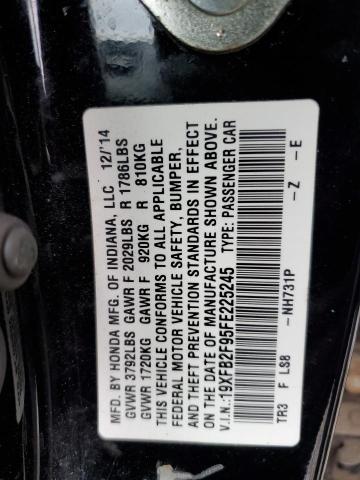 MFD. BY HONDA MFG. OF INDIANA, LLC 12/'14
GVWR 3792LBS GAWR F 2029LBS R 1786LBS
GVWR 1720KG GAWR F 920KG R 810KG
THIS VEHICLE CONFORMS TO ALL APPLICABLE
FEDERAL MOTOR VEHICLE SAFETY, BUMPER,
AND THEFT PREVENTION STANDARDS IN EFFECT
ON THE DATE OF MANUFACTURE SHOWN ABOVE.
V.I.N.:19XFB2F95FE225245 TYPE: PASSENGER CAR
TR3 F LS8 -NH731P -Z -E